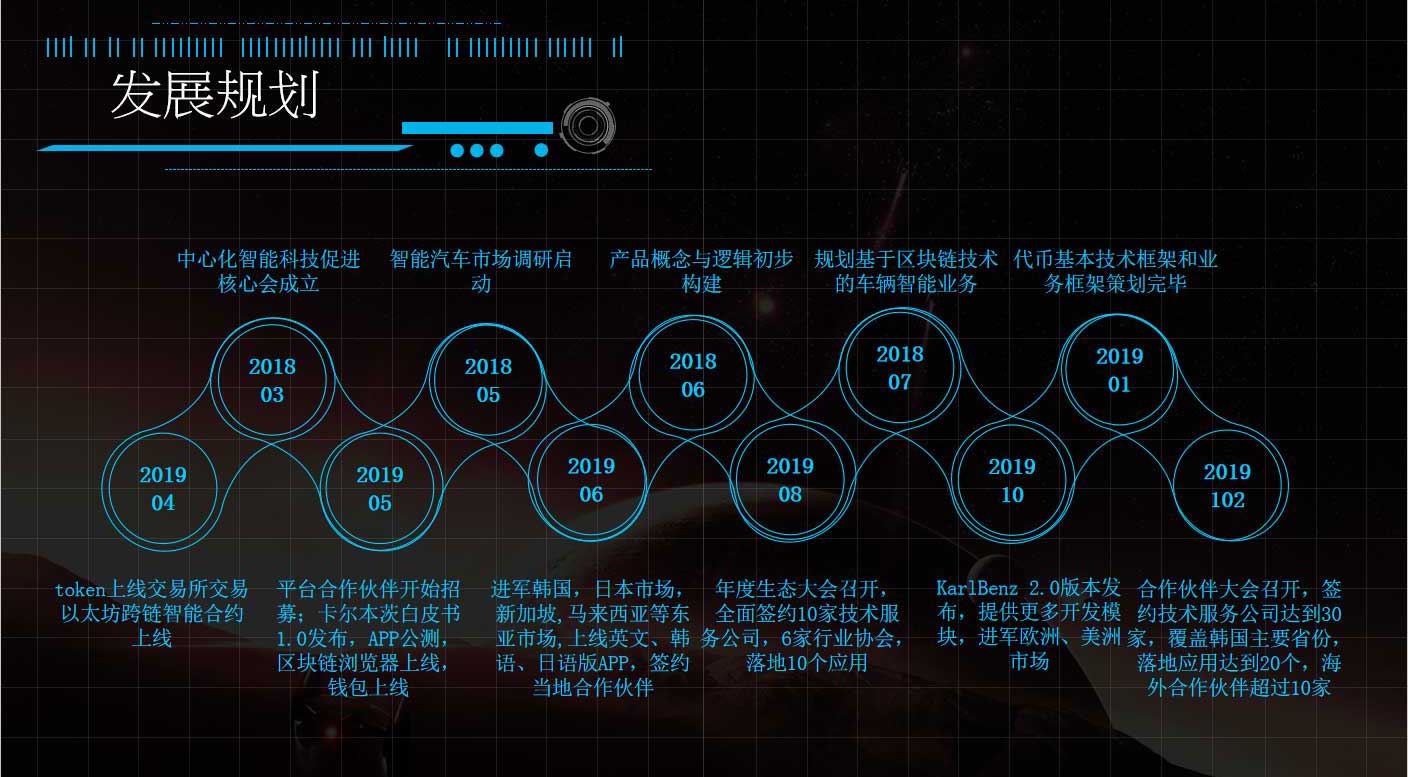 发展规划
中心化智能科技促进
核心会成立
智能汽车市场调研启
动
产品概念与逻辑初步
构建
规划基于区块链技术
的车辆智能业务
代币基本技术框架和业
务框架策划完毕
2018
03
2018
05
2018
06
2018
07
2019
01
2019
04
2019
05
2019
06
2019
08
2019
10
2019
102
token上线交易所交易
以太坊跨链智能合约
上线
平台合作伙伴开始招
募；卡尔本茨白皮书
1.0发布，APP公测，
区块链浏览器上线，
钱包上线
进军韩国，日本市场，
新加坡,马来西亚等东
亚市场,上线英文、韩
语、日语版APP，签约
当地合作伙伴
年度生态大会召开，
全面签约10家技术服
务公司，6家行业协会，
落地10个应用
KarlBenz 2.0版本发
布，提供更多开发模
块，进军欧洲、美洲
市场
合作伙伴大会召开，签
约技术服务公司达到30
家，覆盖韩国主要省份，
落地应用达到20个，海
外合作伙伴超过10家